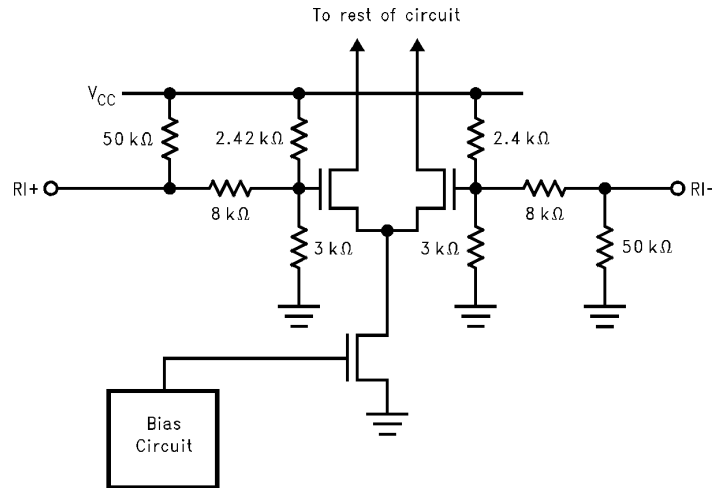 To rest of circuit
VCC
50 kΩ
2.42 kΩ
2.4 kΩ
RI+
RI-
8 kΩ
8 kΩ
3 kΩ
3 kΩ
50 kΩ
Bias
Circuit